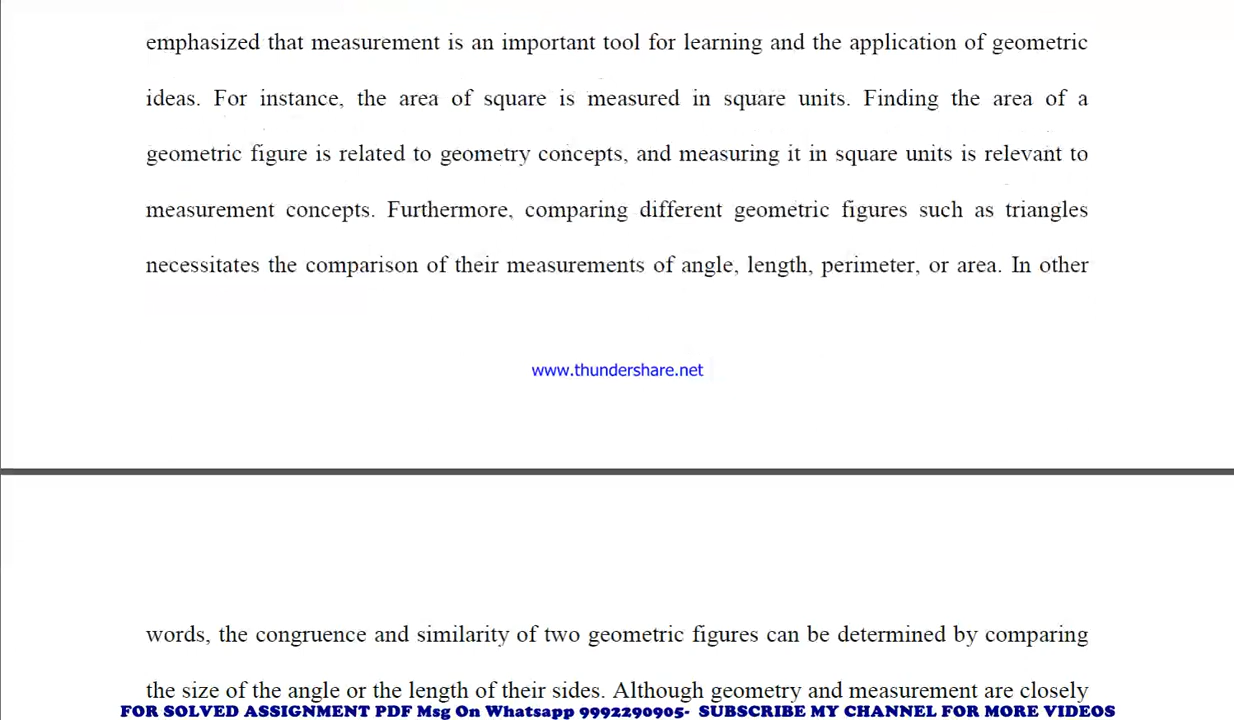 emphasized that measurement is an important tool for learning and the application of geometric
ideas. For instance, the area of square is measured in square units. Finding the area of a
geometric figure is related to geometry concepts, and measuring it in square units is relevant to
measurement concepts. Furthermore, comparing different geometric figures such as triangles
necessitates the comparison of their measurements of angle, length, perimeter, or area. In other
www.thundershare.net
words, the congruence and similarity of two geometric figures can be determined by comparing
the size of the angle or the length of their sides. Although geometry and measurement are closely
FOR SOLVED ASSIGNMENT PDF Msg On Whatsapp 9992290905- SUBSCRIBE MY CHANNEL FOR MORE VIDEOS